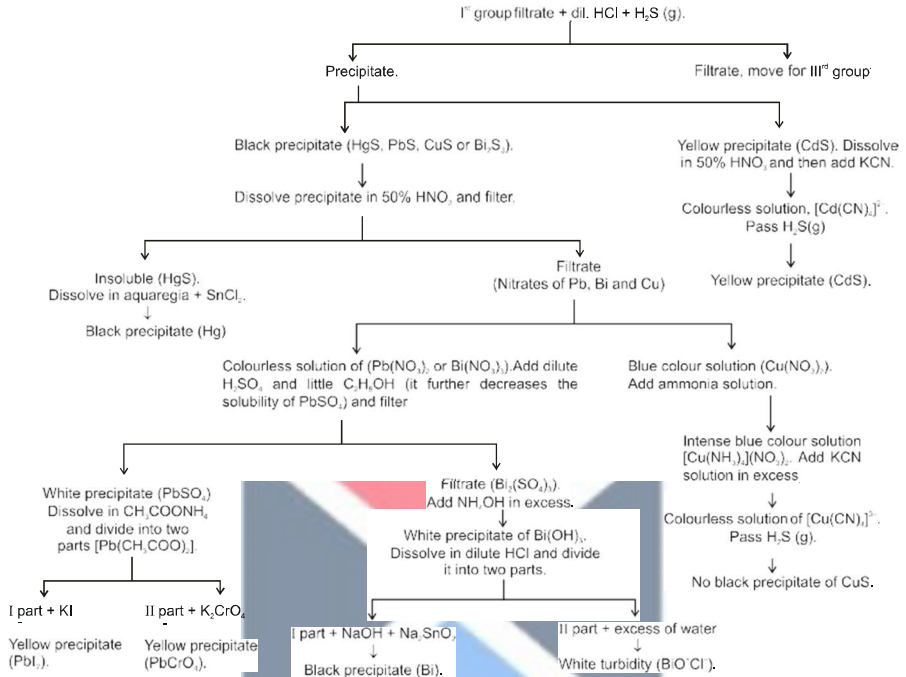 Iˢᵗ group filtrate + dil. HCl + H₂S (g).
Precipitate.
Filtrate, move for IIIʳᵈ group
Black precipitate (HgS, PbS, CuS or Bi₂S₃).
Yellow precipitate (CdS). Dissolve
in 50% HNO₃ and then add KCN.
Dissolve precipitate in 50% HNO₃ and filter.
Colourless solution, [Cd(CN)₄]²⁻.
Pass H₂S(g)
Yellow precipitate (CdS).
Insoluble (HgS).
Dissolve in aquaregia + SnCl₂.
Black precipitate (Hg)
Filtrate
(Nitrates of Pb, Bi and Cu)
Colourless solution of (Pb(NO₃)₂ or Bi(NO₃)₃).Add dilute
H₂SO₄ and little C₂H₅OH (it further decreases the
solubility of PbSO₄) and filter
Blue colour solution (Cu(NO₃)₂).
Add ammonia solution.
Intense blue colour solution
[Cu(NH₃)₄](NO₃)₂. Add KCN
solution in excess
Colourless solution of [Cu(CN)₄]³⁻.
Pass H₂S (g).
No black precipitate of CuS.
White precipitate (PbSO₄)
Dissolve in CH₃COONH₄
and divide into two
parts [Pb(CH₃COO)₂].
I part + KI
Yellow precipitate
(PbI₂).
II part + K₂CrO₄
Yellow precipitate
(PbCrO₄).
Filtrate (Bi₂(SO₄)₃).
Add NH₄OH in excess.
White precipitate of Bi(OH)₃.
Dissolve in dilute HCl and divide
it into two parts.
I part + NaOH + Na₂SnO₂
Black precipitate (Bi).
II part + excess of water
White turbidity (BiO⁺Cl⁻).